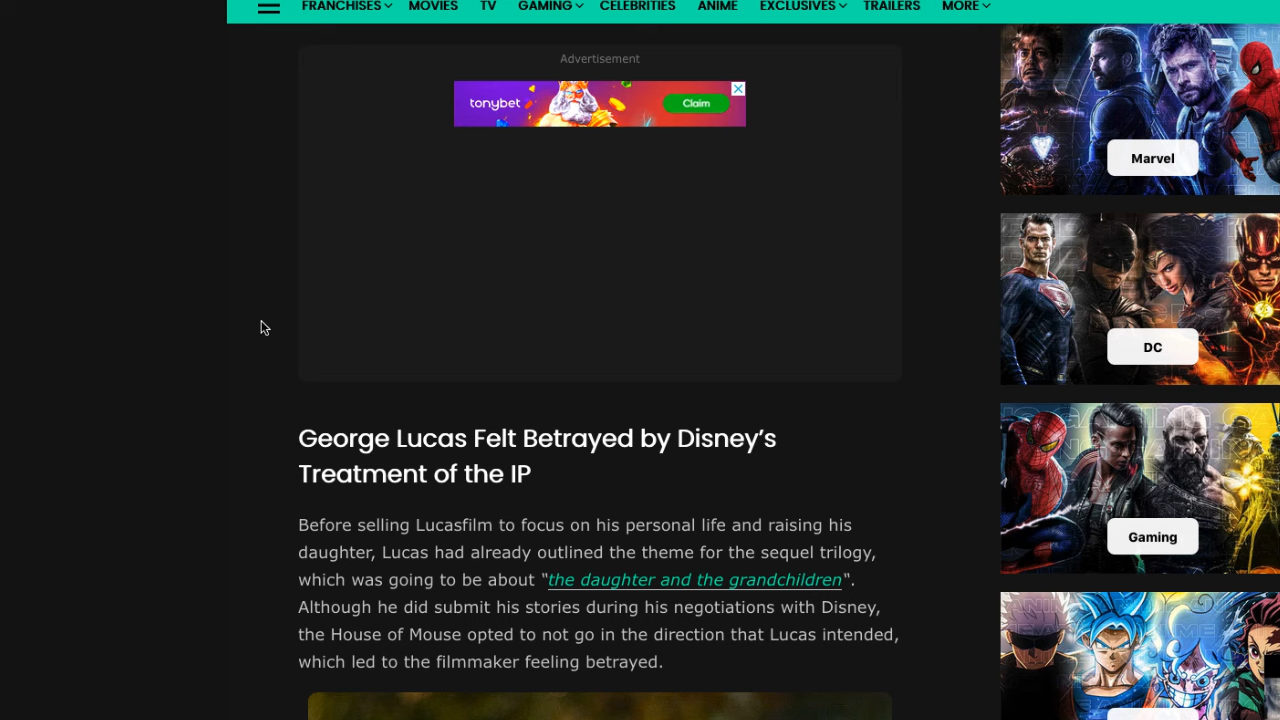 FRANCHISES MOVIES TV GAMING CELEBRITIES ANIME EXCLUSIVES TRAILERS MORE
Advertisement
tonybet
Claim
Marvel
DC
Gaming
George Lucas Felt Betrayed by Disney’s
Treatment of the IP
Before selling Lucasfilm to focus on his personal life and raising his
daughter, Lucas had already outlined the theme for the sequel trilogy,
which was going to be about "the daughter and the grandchildren".
Although he did submit his stories during his negotiations with Disney,
the House of Mouse opted to not go in the direction that Lucas intended,
which led to the filmmaker feeling betrayed.